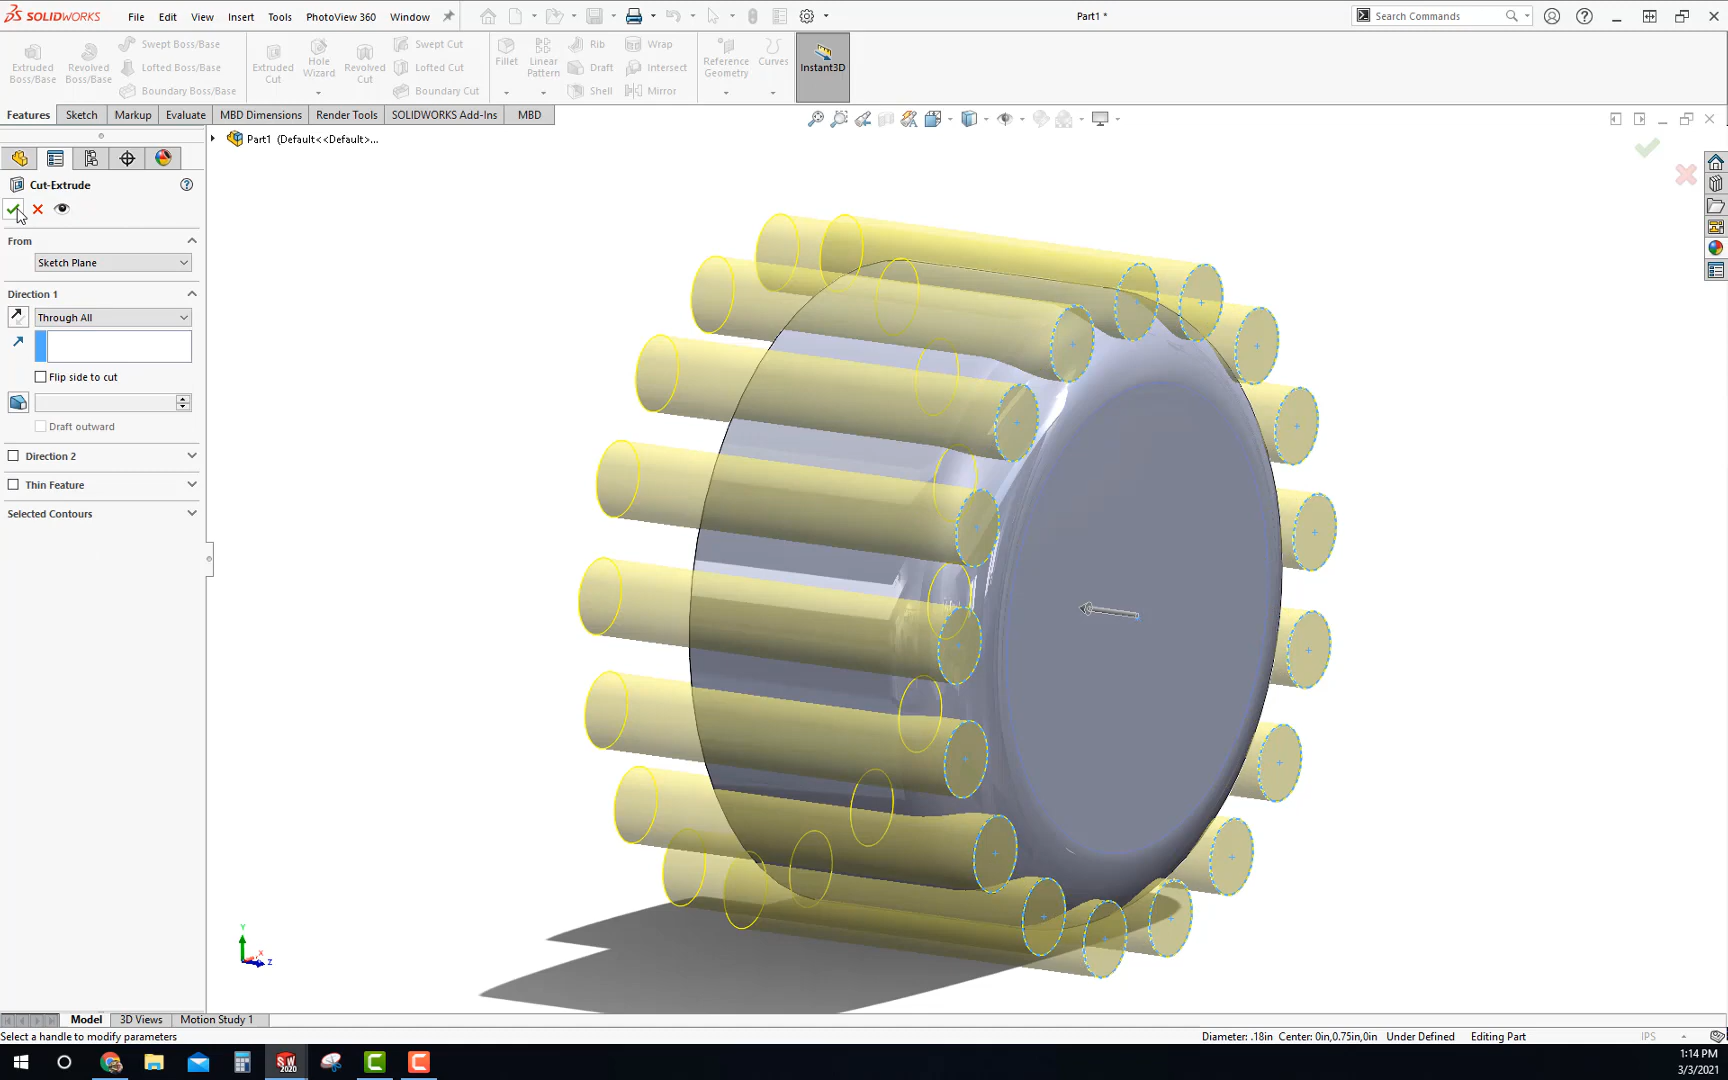 SOLIDWORKS File Edit View Insert Tools PhotoView 360 Window Part1 * Search Commands
Extruded Boss/Base Revolved Boss/Base Swept Boss/Base Lofted Boss/Base Boundary Boss/Base Extruded Cut Hole Wizard Revolved Cut Swept Cut Lofted Cut Boundary Cut Fillet Linear Pattern Rib Draft Shell Wrap Intersect Mirror Reference Geometry Curves Instant3D
Features Sketch Markup Evaluate MBD Dimensions Render Tools SOLIDWORKS Add-Ins MBD
Part1 (Default<<Default>...
Cut-Extrude
From
Sketch Plane
Direction 1
Through All
Flip side to cut
Draft outward
Direction 2
Thin Feature
Selected Contours
Y
X
Z
Model 3D Views Motion Study 1
Select a handle to modify parameters Diameter: .18in Center: 0in,0.75in,0in Under Defined Editing Part IPS
SW 2020
1:14 PM
3/3/2021